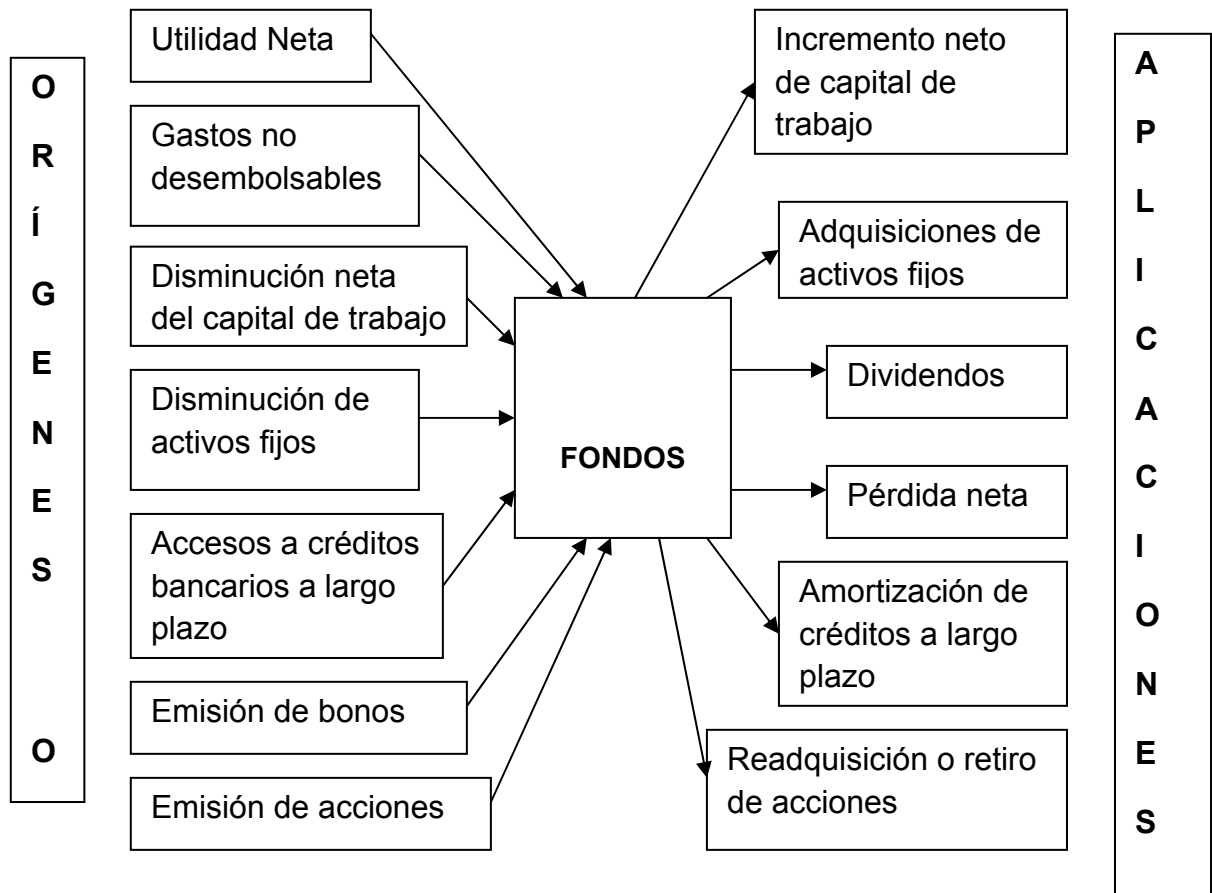 O
R
Í
G
E
N
E
S
O
Utilidad Neta
Gastos no
desembolsables
Disminución neta
del capital de trabajo
Disminución de
activos fijos
Accesos a créditos
bancarios a largo
plazo
Emisión de bonos
Emisión de acciones
FONDOS
Incremento neto
de capital de
trabajo
Adquisiciones de
activos fijos
Dividendos
Pérdida neta
Amortización de
créditos a largo
plazo
Readquisición o retiro
de acciones
A
P
L
I
C
A
C
I
O
N
E
S